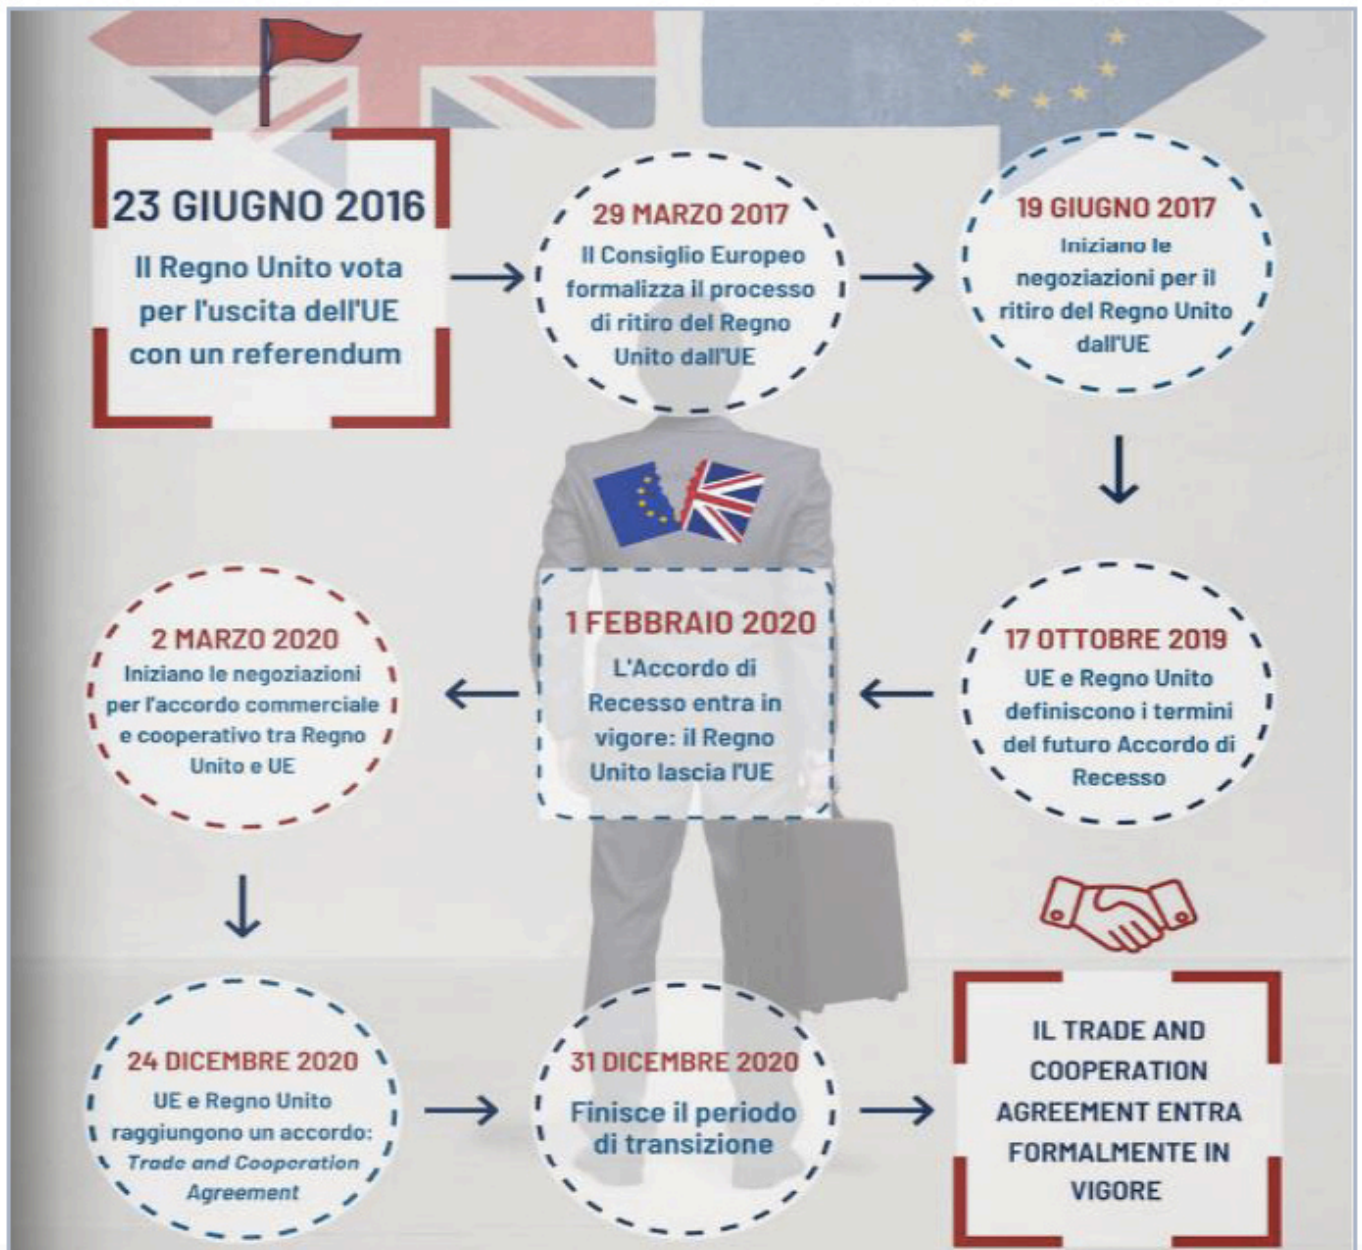 23 GIUGNO 2016
Il Regno Unito vota
per l'uscita dell'UE
con un referendum
29 MARZO 2017
Il Consiglio Europeo
formalizza il processo
di ritiro del Regno
Unito dall'UE
19 GIUGNO 2017
Iniziano le
negoziazioni per il
ritiro del Regno Unito
dall'UE
17 OTTOBRE 2019
UE e Regno Unito
definiscono i termini
del futuro Accordo di
Recesso
1 FEBBRAIO 2020
L'Accordo di
Recesso entra in
vigore: il Regno
Unito lascia l'UE
2 MARZO 2020
Iniziano le negoziazioni
per l'accordo commerciale
e cooperativo tra Regno
Unito e UE
24 DICEMBRE 2020
UE e Regno Unito
raggiungono un accordo:
Trade and Cooperation
Agreement
31 DICEMBRE 2020
Finisce il periodo
di transizione
IL TRADE AND
COOPERATION
AGREEMENT ENTRA
FORMALMENTE IN
VIGORE